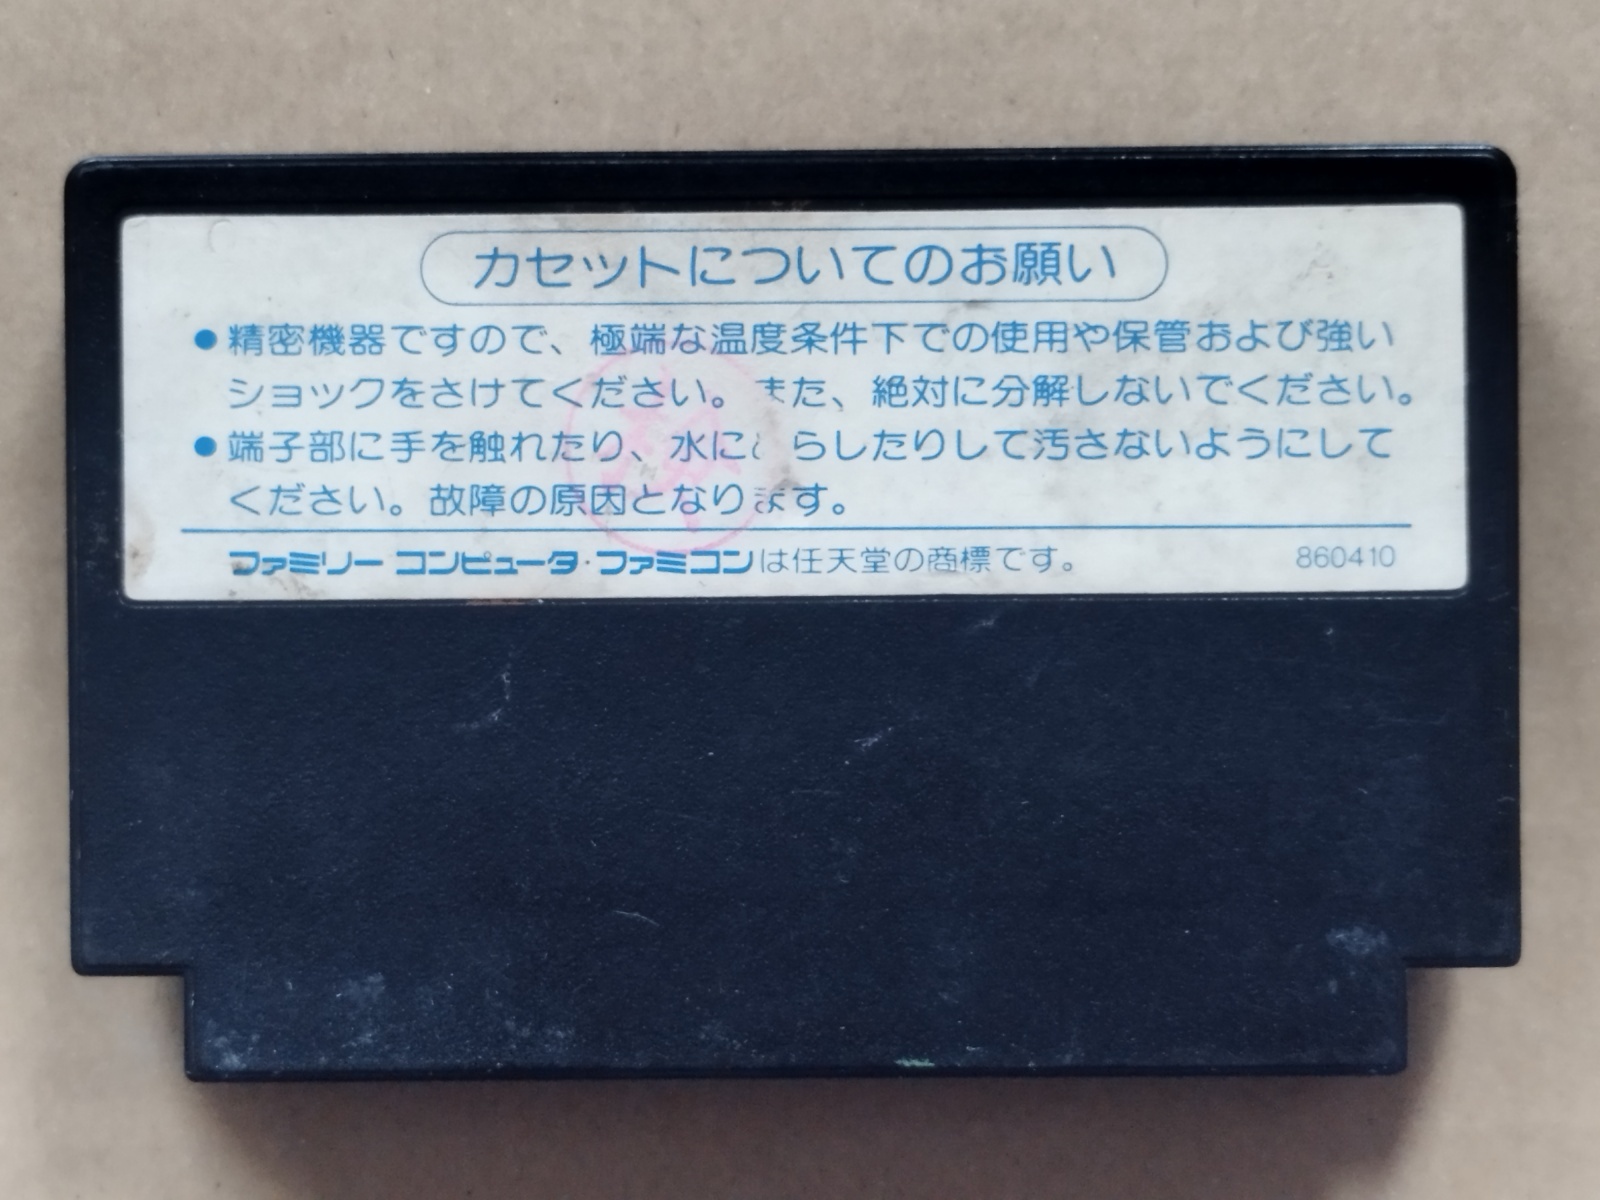 カセットについてのお願い
●精密機器ですので、極端な温度条件下での使用や保管および強い
ショックをさけてください。また、絶対に分解しないでください。
●端子部に手を触れたり、水に らしたりして汚さないようにして
ください。故障の原因となります。
ファミリー コンピュータ・ファミコンは任天堂の商標です。 860410